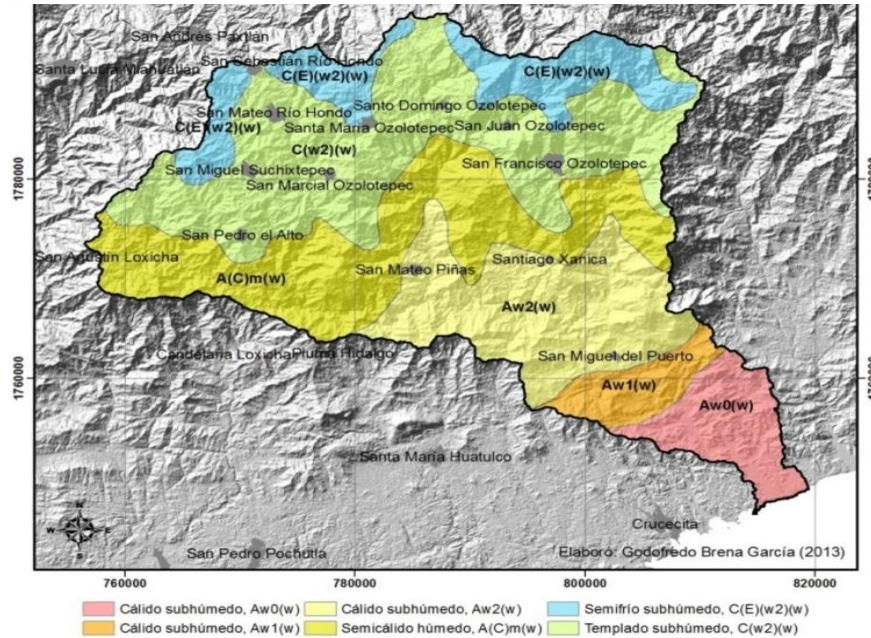 San Andrés Paxtlán
San Sebastián Río Hondo
Santa Lucía Miahuatlán
C(E)(w2)(w)
C(E)(w2)(w)
San Mateo Río Hondo
Santo Domingo Ozolotepec
C(E)(w2)(w)
Santa María Ozolotepec
San Juan Ozolotepec
C(w2)(w)
San Miguel Suchixtepec
San Francisco Ozolotepec
1780000
San Marcial Ozolotepec
San Pedro el Alto
San Agustín Loxicha
A(C)m(w)
San Mateo Piñas
Santiago Xanica
Aw2(w)
Candelaria Loxicha
Pluma Hidalgo
San Miguel del Puerto
1760000
Aw1(w)
Aw0(w)
Santa María Huatulco
Crucecita
N
W E
S
San Pedro Pochutla
Elaboró: Godofredo Brena García (2013)
760000 780000 800000 820000
Cálido subhúmedo, Aw0(w) Cálido subhúmedo, Aw2(w) Semifrío subhúmedo, C(E)(w2)(w)
Cálido subhúmedo, Aw1(w) Semicálido húmedo, A(C)m(w) Templado subhúmedo, C(w2)(w)